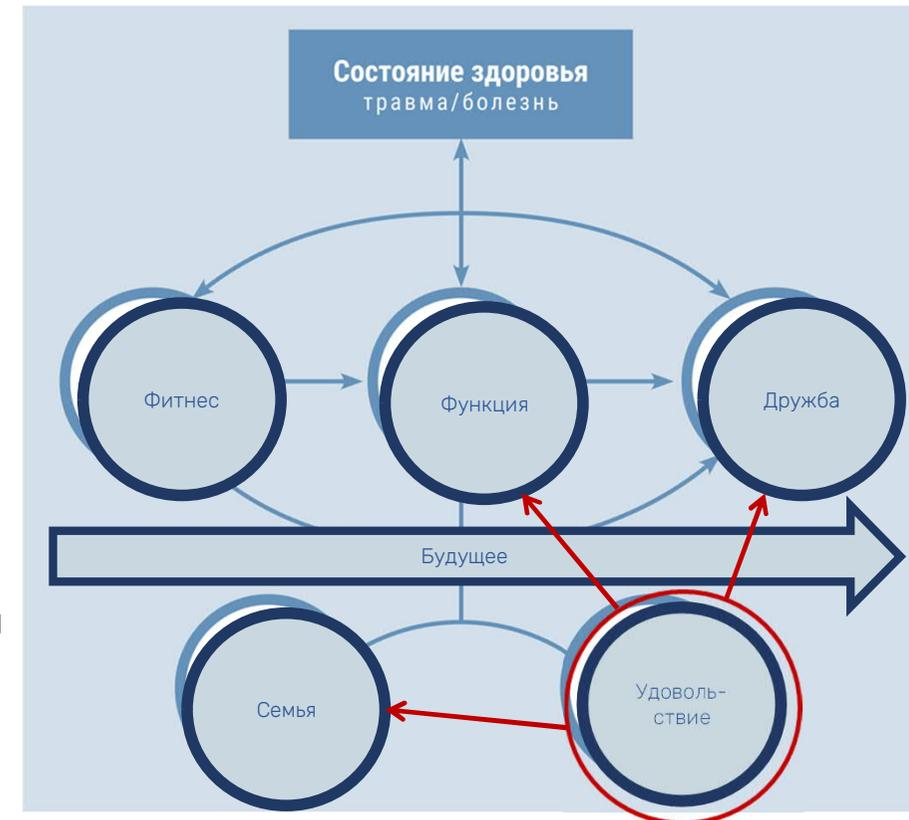 Состояние здоровья
травма/болезнь
Фитнес
Функция
Дружба
Будущее
Семья
Удоволь-
ствие